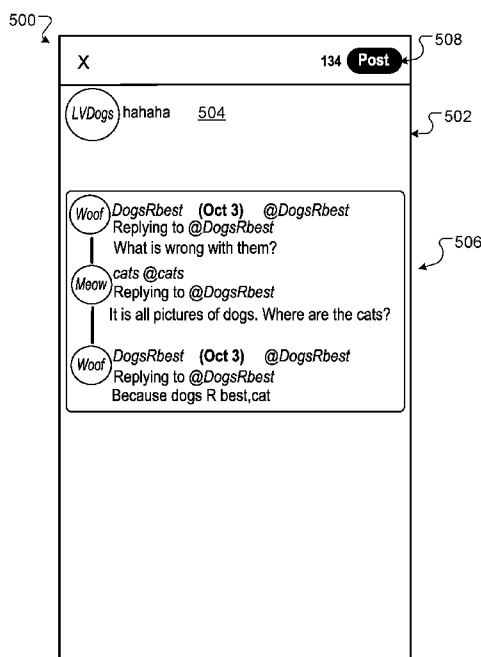 500
508
X 134 Post
502
LVDogs hahaha 504
506
Woof DogsRbest (Oct 3) @DogsRbest
Replying to @DogsRbest
What is wrong with them?
Meow cats @cats
Replying to @DogsRbest
It is all pictures of dogs. Where are the cats?
Woof DogsRbest (Oct 3) @DogsRbest
Replying to @DogsRbest
Because dogs R best,cat